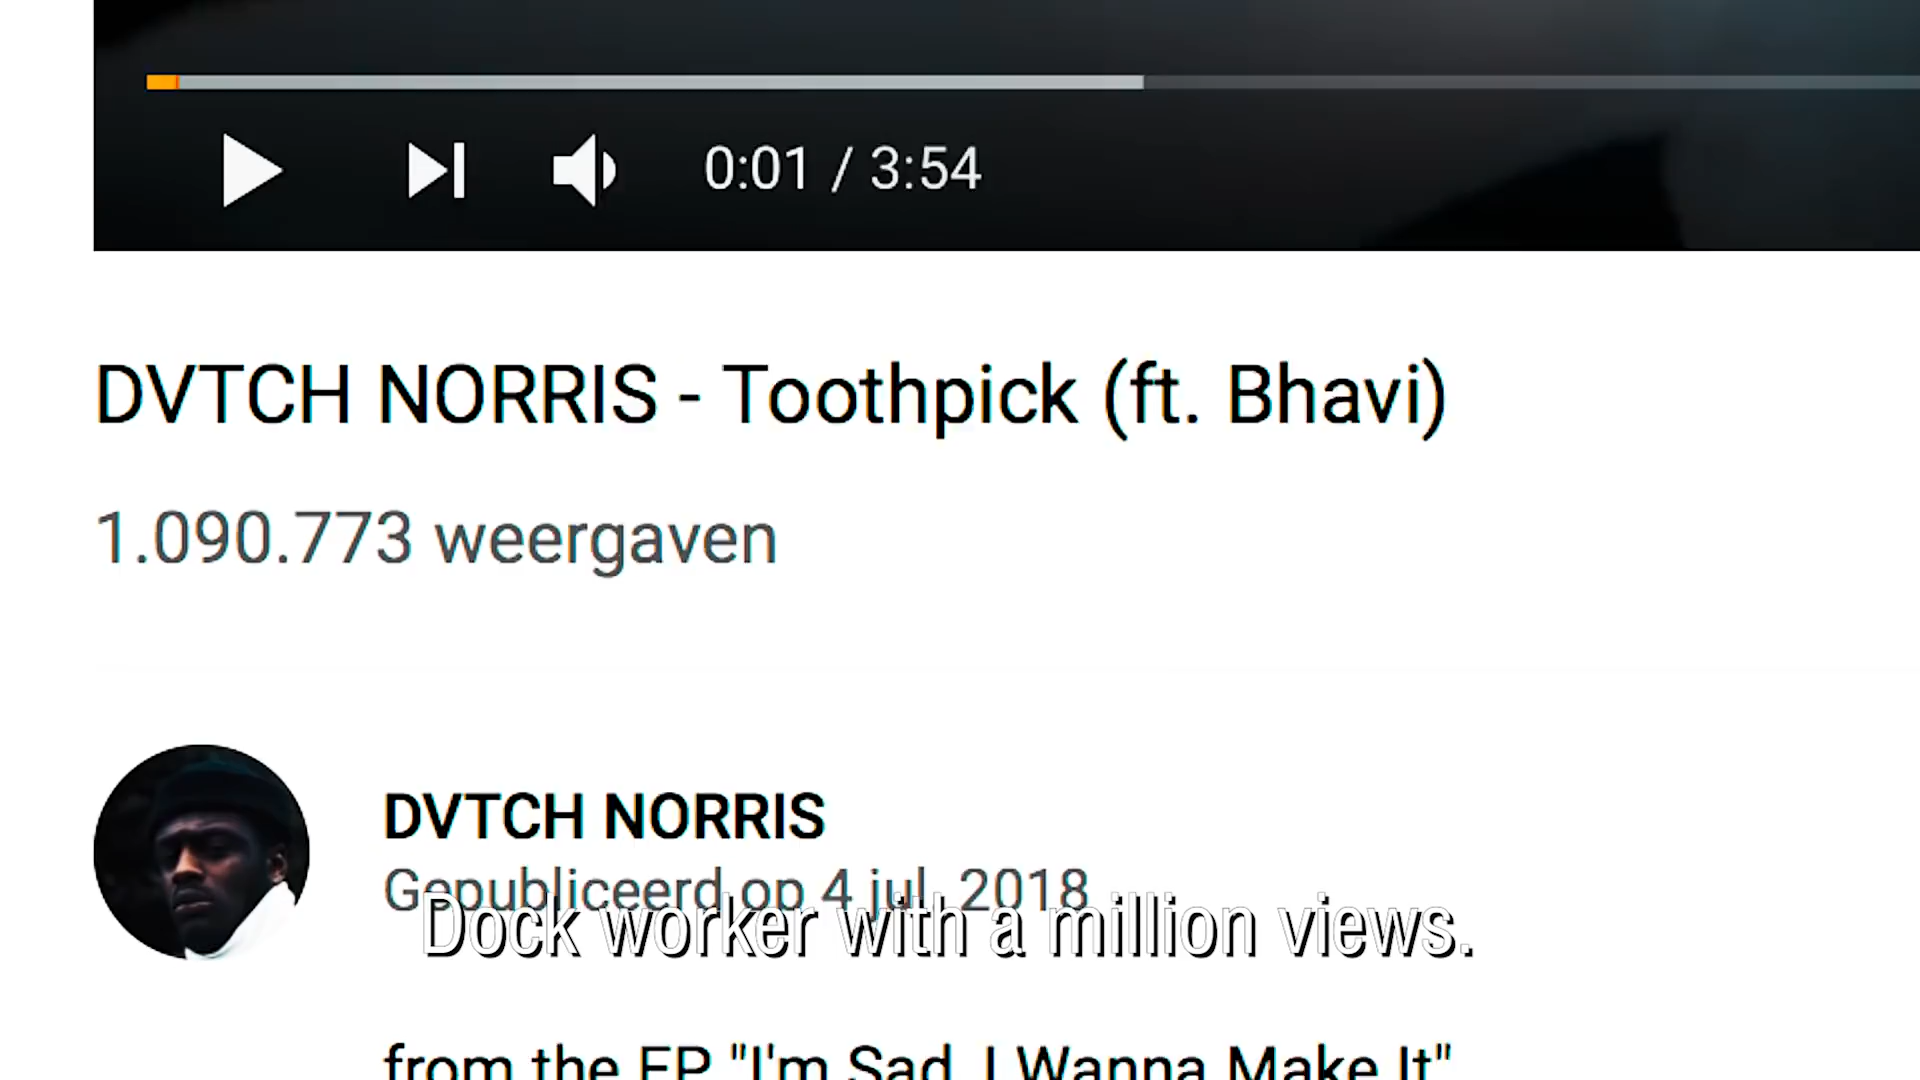 0:01 / 3:54
DVTCH NORRIS - Toothpick (ft. Bhavi)
1.090.773 weergaven
DVTCH NORRIS
Gepubliceerd op 4 jul. 2018
Dock worker with a million views.
from the EP "I'm Sad, I Wanna Make It"